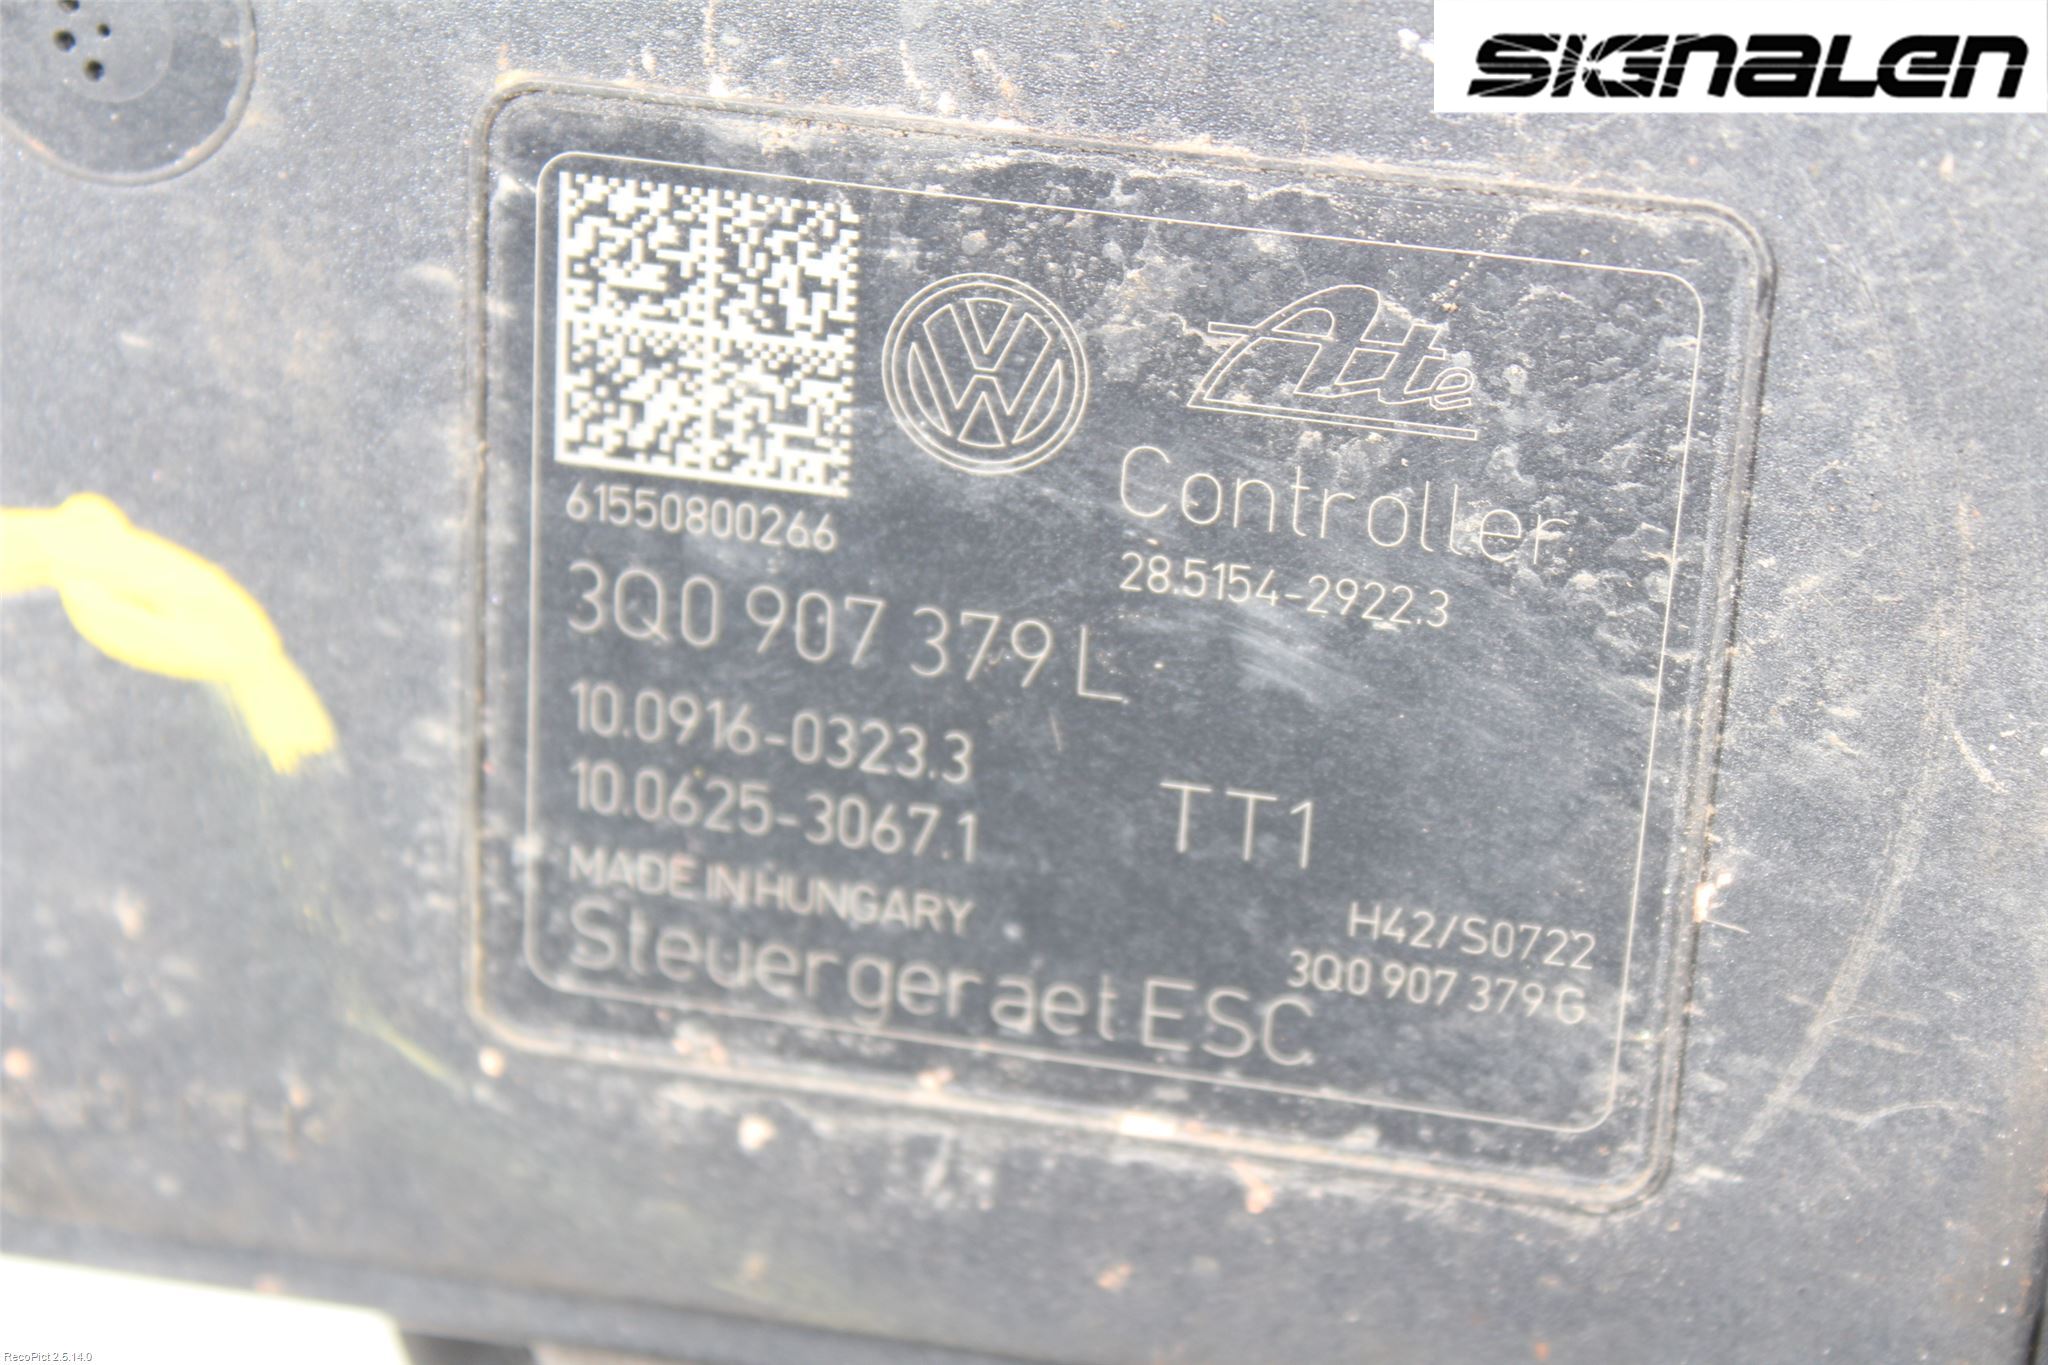 SIGNALEN
Ate
Controller
28.5154-2922.3
61550800266
3Q0 907 379 L
10.0916-0323.3
10.0625-3067.1
TT1
MADE IN HUNGARY
H42/S0722
3Q0 907 379 G
Steuergeraet ESC
RecoPict 2.5.14.0